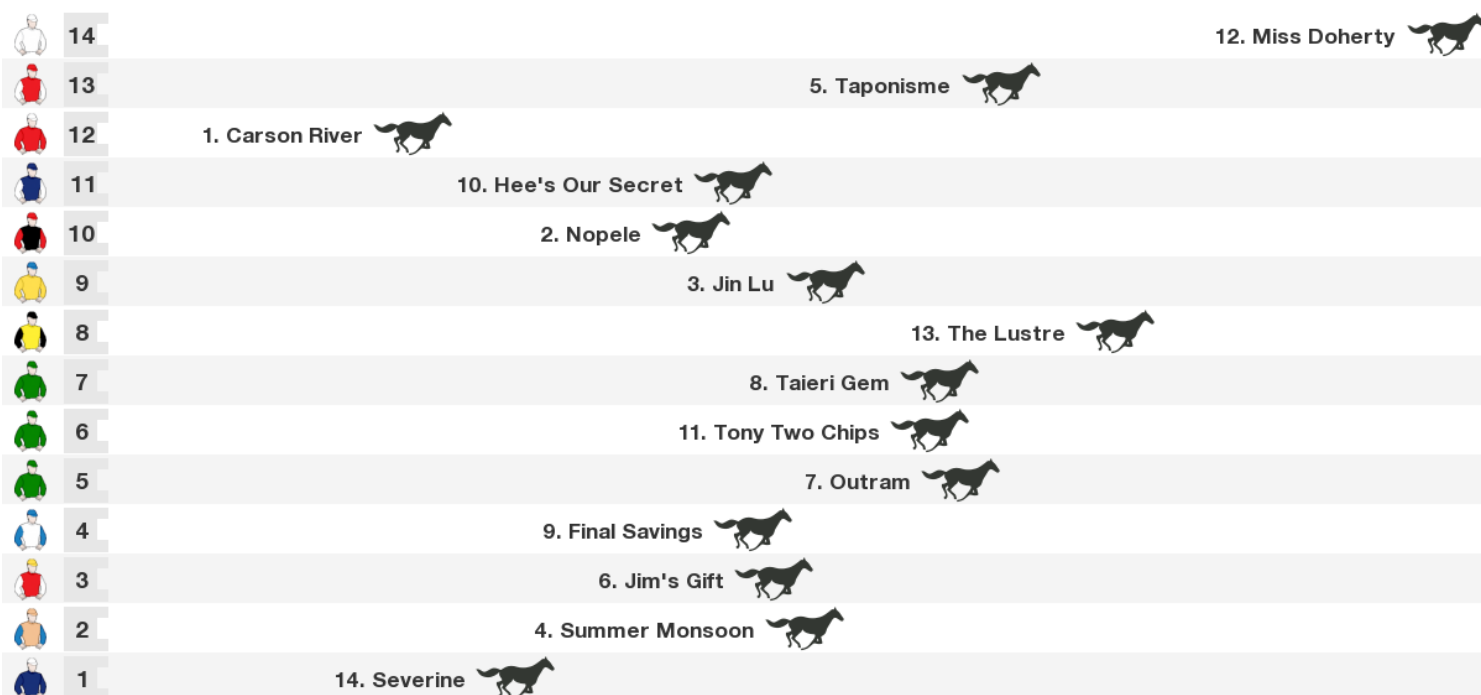 14 12. Miss Doherty
13 5. Taponisme
12 1. Carson River
11 10. Hee's Our Secret
10 2. Nopele
9 3. Jin Lu
8 13. The Lustre
7 8. Taieri Gem
6 11. Tony Two Chips
5 7. Outram
4 9. Final Savings
3 6. Jim's Gift
2 4. Summer Monsoon
1 14. Severine